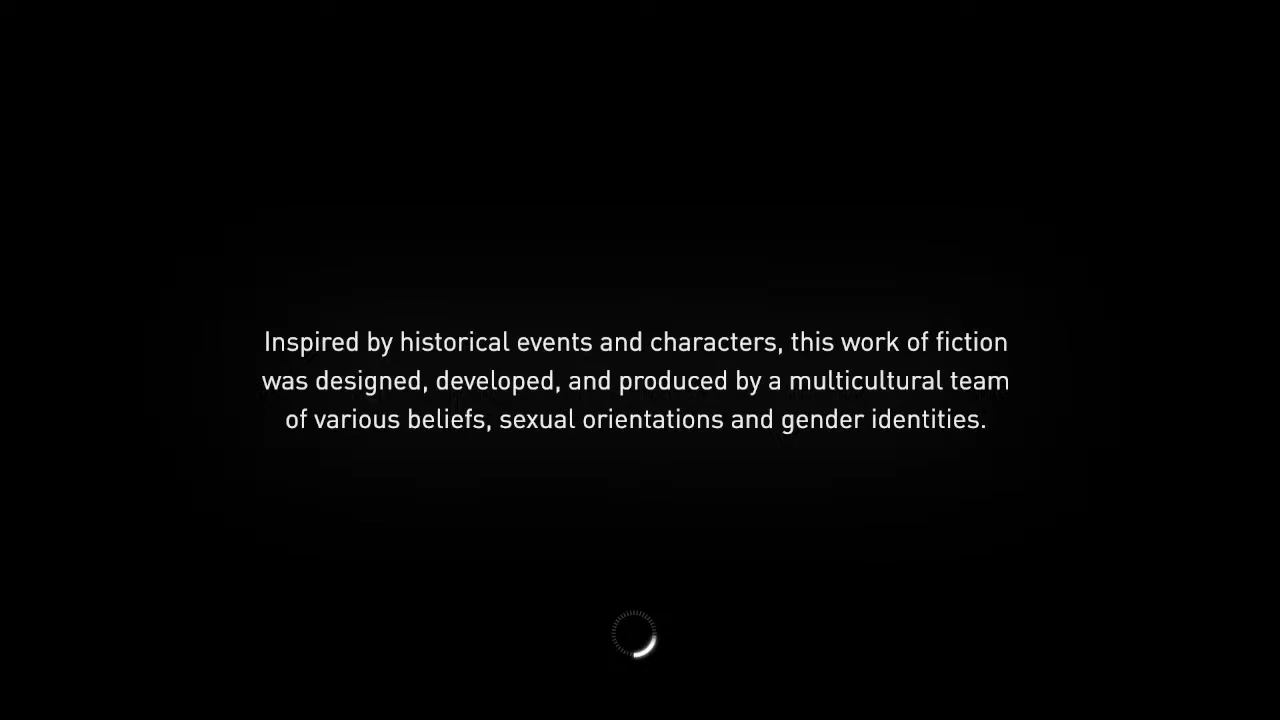 Inspired by historical events and characters, this work of fiction
was designed, developed, and produced by a multicultural team
of various beliefs, sexual orientations and gender identities.